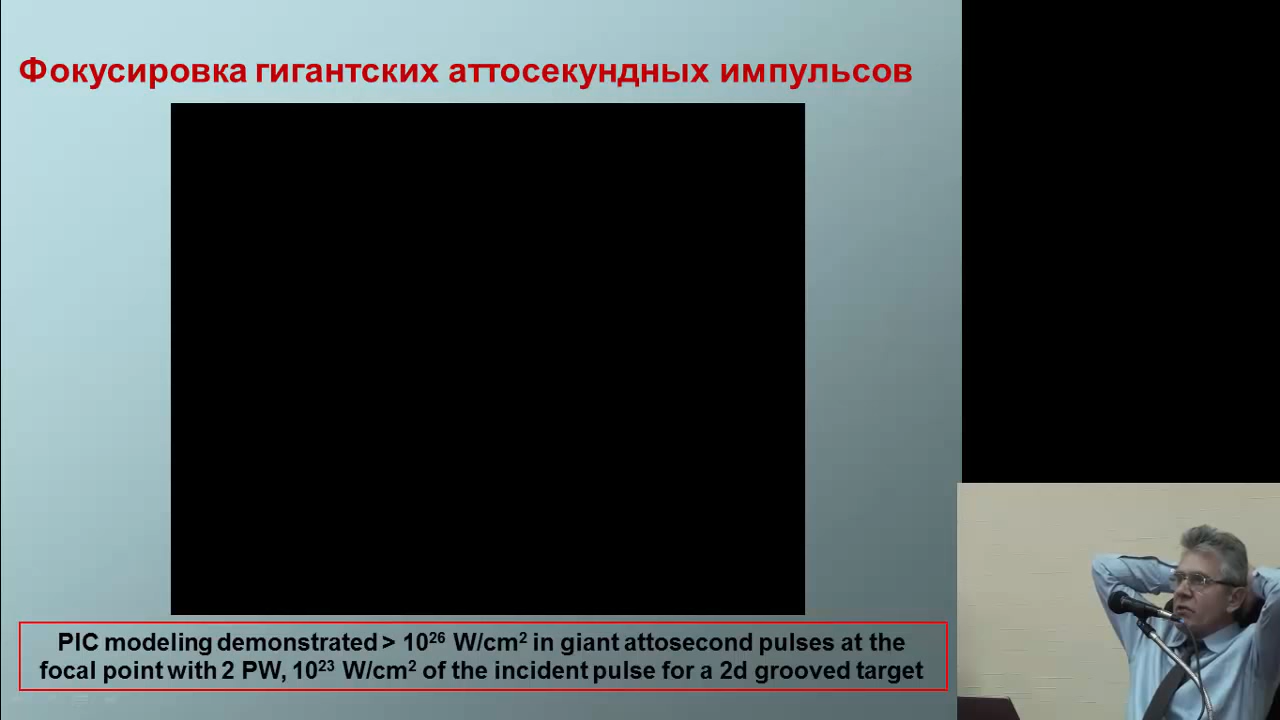 Фокусировка гигантских аттосекундных импульсов
PIC modeling demonstrated > 10²⁶ W/cm² in giant attosecond pulses at the
focal point with 2 PW, 10²³ W/cm² of the incident pulse for a 2d grooved target